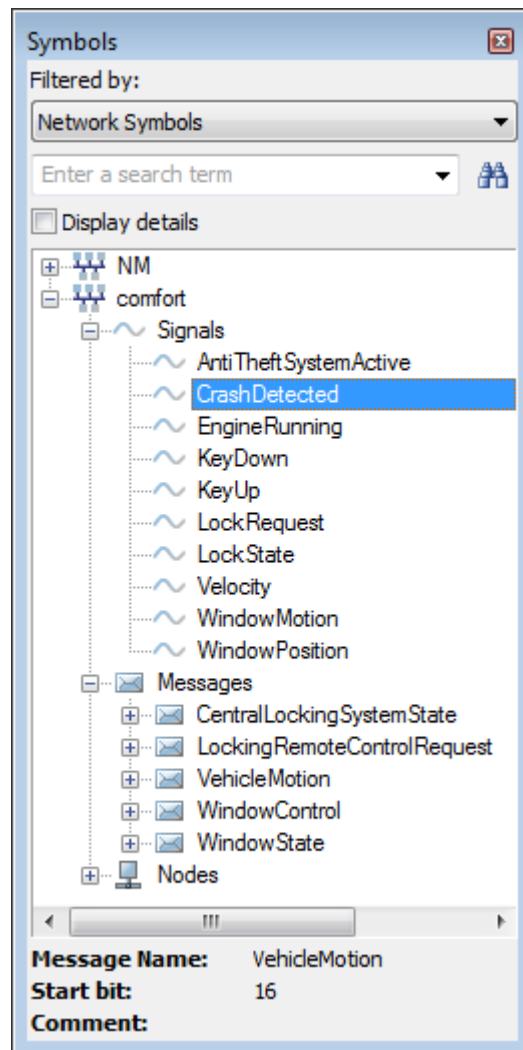 Symbols
Filtered by:
Network Symbols
Enter a search term
Display details
NM
comfort
Signals
AntiTheftSystemActive
CrashDetected
EngineRunning
KeyDown
KeyUp
LockRequest
LockState
Velocity
WindowMotion
WindowPosition
Messages
CentralLockingSystemState
LockingRemoteControlRequest
VehicleMotion
WindowControl
WindowState
Nodes
Message Name: VehicleMotion
Start bit: 16
Comment: